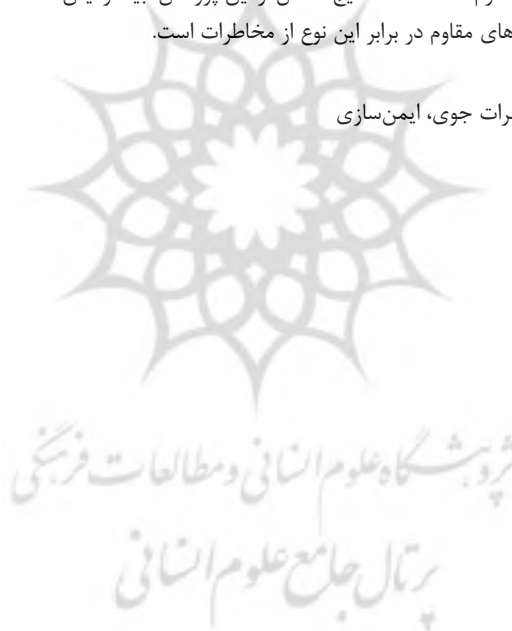 های مقاوم در برابر این نوع از مخاطرات است.
رات جوی، ایمن‌سازی
پژوهشگاه علوم انسانی و مطالعات فرهنگی
پرتال جامع علوم انسانی